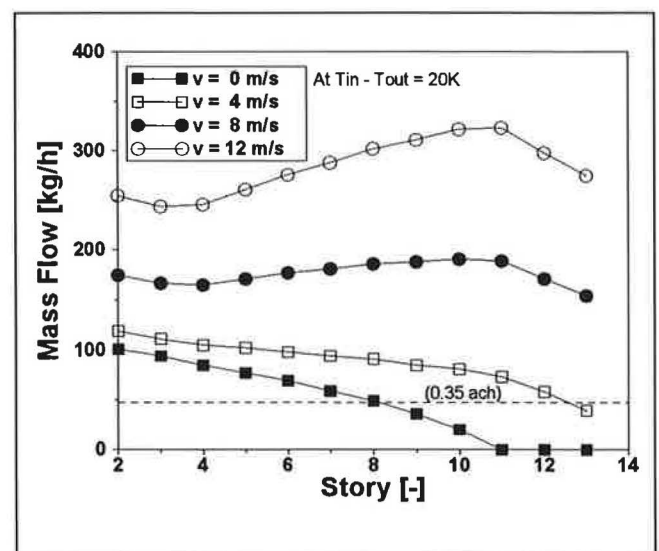 400
300
200
100
0
Mass Flow [kg/h]
v = 0 m/s
v = 4 m/s
v = 8 m/s
v = 12 m/s
At Tin - Tout = 20K
(0.35 ach)
2 4 6 8 10 12 14
Story [-]